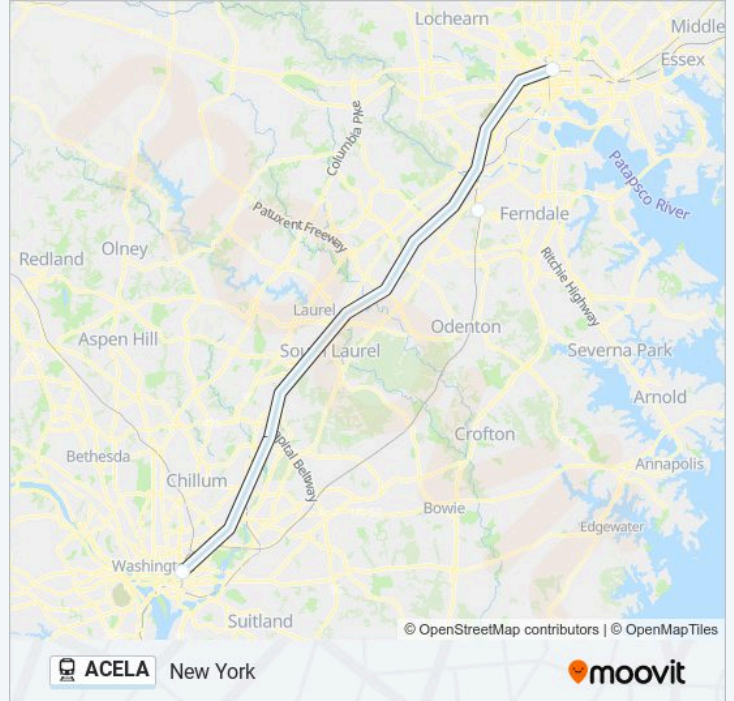 Lochearn
Middle
Essex
Columbia Pike
Patapsco River
Patuxent Freeway
Ferndale
Olney
Redland
Ritchie Highway
Laurel
Odenton
Aspen Hill
South Laurel
Severna Park
Arnold
Capital Beltway
Crofton
Bethesda
Annapolis
Chillum
Bowie
Edgewater
Washington
Suitland
© OpenStreetMap contributors | © OpenMapTiles
ACELA New York
moovit